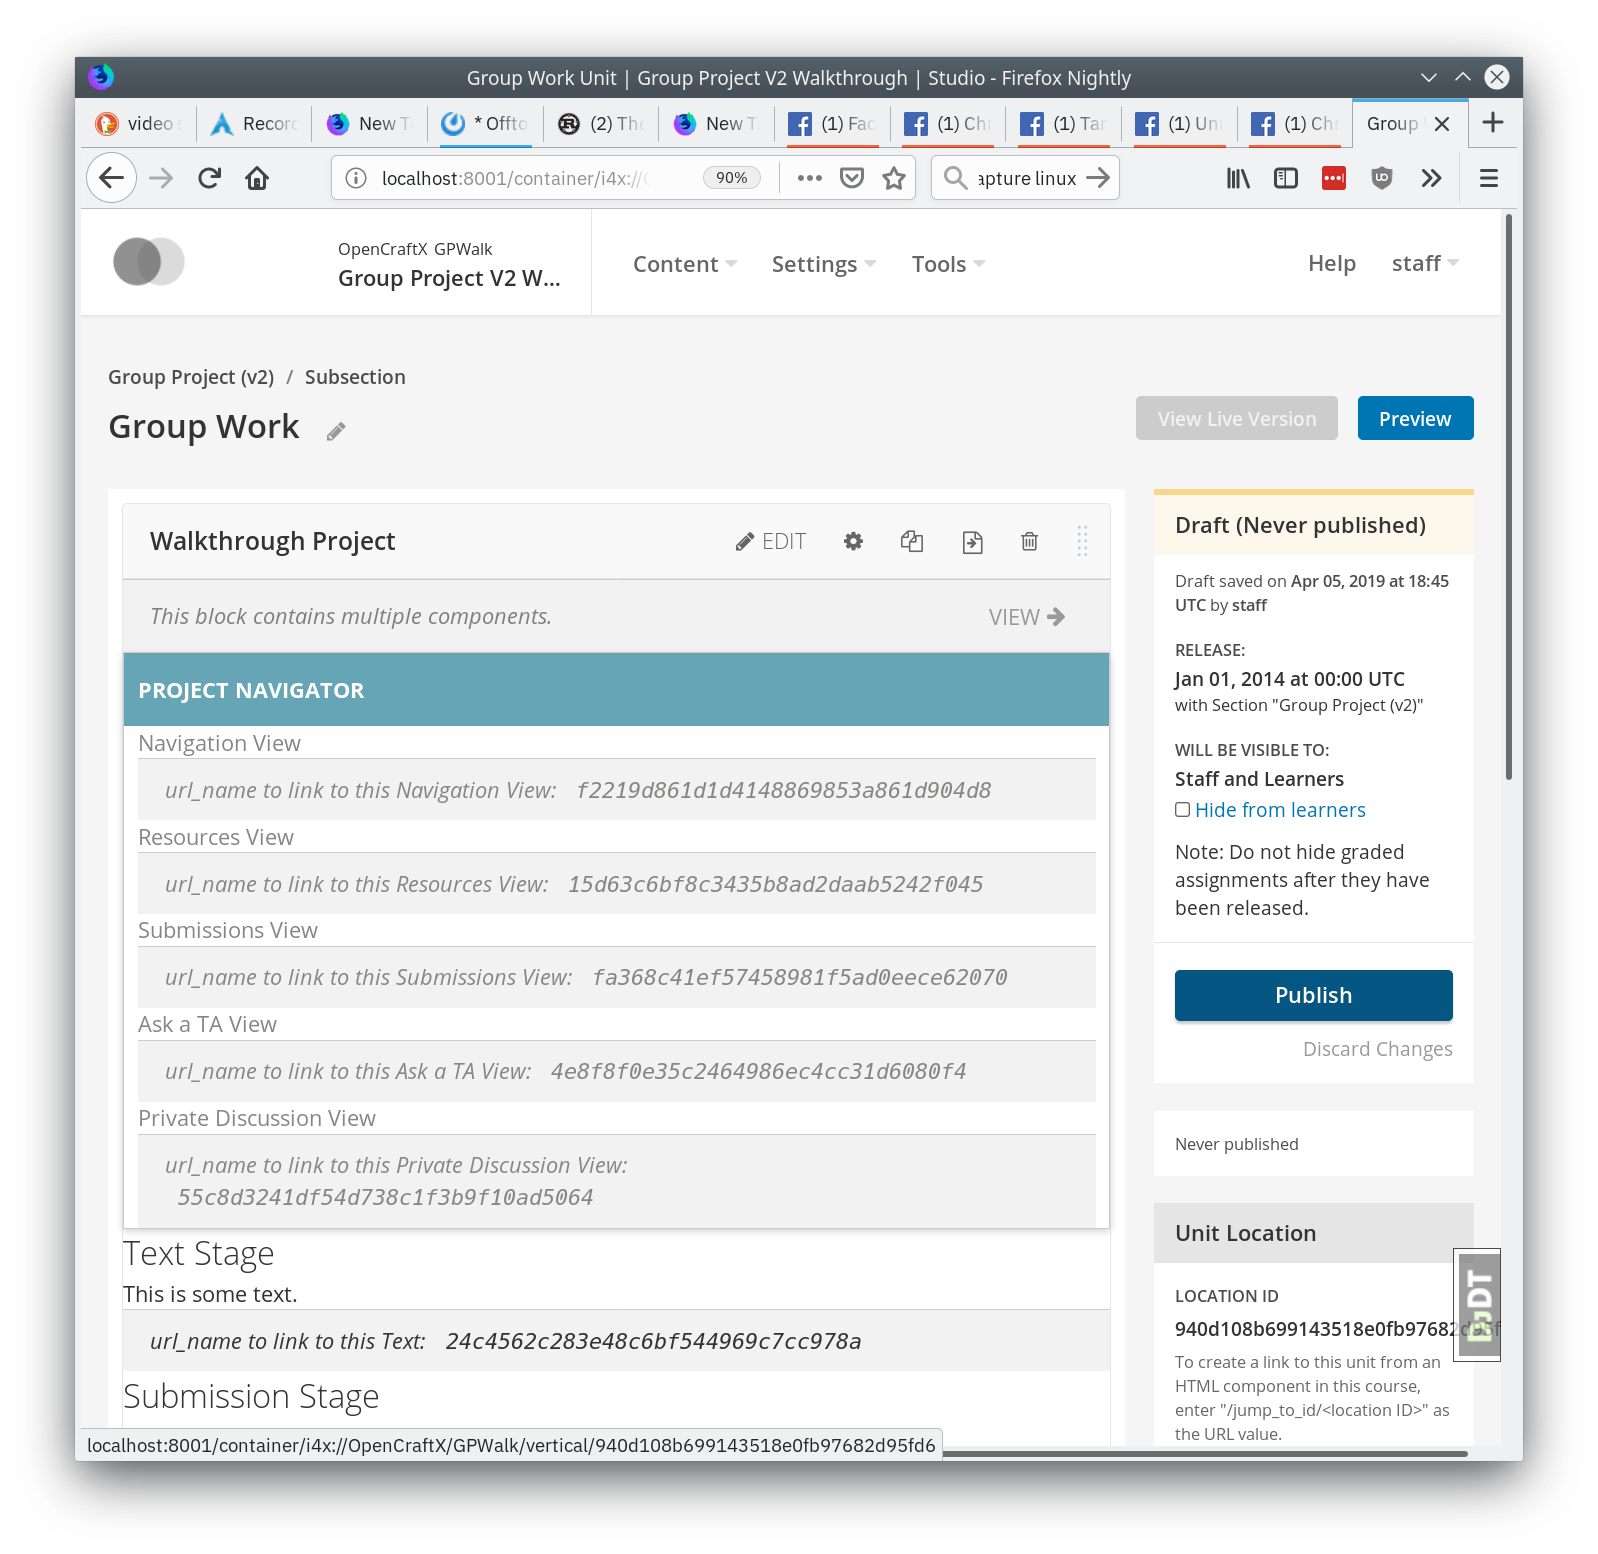 Group Work Unit | Group Project V2 Walkthrough | Studio - Firefox Nightly
video
Recor
New T
* Offto
(2) The
New T
(1) Fac
(1) Ch
(1) Tar
(1) Un
(1) Ch
Group
localhost:8001/container/i4x://
90%
apture linux
OpenCraftX GPWalk
Group Project V2 W...
Content
Settings
Tools
Help
staff
Group Project (v2) / Subsection
Group Work
View Live Version
Preview
Walkthrough Project
EDIT
This block contains multiple components.
VIEW
PROJECT NAVIGATOR
Navigation View
url_name to link to this Navigation View: f2219d861d1d4148869853a861d904d8
Resources View
url_name to link to this Resources View: 15d63c6bf8c3435b8ad2daab5242f045
Submissions View
url_name to link to this Submissions View: fa368c41ef57458981f5ad0eece62070
Ask a TA View
url_name to link to this Ask a TA View: 4e8f8f0e35c2464986ec4cc31d6080f4
Private Discussion View
url_name to link to this Private Discussion View:
55c8d3241df54d738c1f3b9f10ad5064
Text Stage
This is some text.
url_name to link to this Text: 24c4562c283e48c6bf544969c7cc978a
Submission Stage
localhost:8001/container/i4x://OpenCraftX/GPWalk/vertical/940d108b699143518e0fb97682d95fd6
Draft (Never published)
Draft saved on Apr 05, 2019 at 18:45
UTC by staff
RELEASE:
Jan 01, 2014 at 00:00 UTC
with Section "Group Project (v2)"
WILL BE VISIBLE TO:
Staff and Learners
Hide from learners
Note: Do not hide graded
assignments after they have
been released.
Publish
Discard Changes
Never published
Unit Location
LOCATION ID
940d108b699143518e0fb97682d95f
To create a link to this unit from an
HTML component in this course,
enter "/jump_to_id/<location ID>" as
the URL value.
DjDT